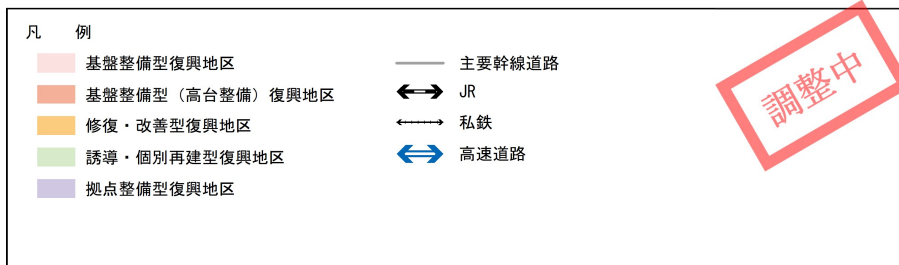 凡　例
基盤整備型復興地区
基盤整備型（高台整備）復興地区
修復・改善型復興地区
誘導・個別再建型復興地区
拠点整備型復興地区
主要幹線道路
JR
私鉄
高速道路
調整中